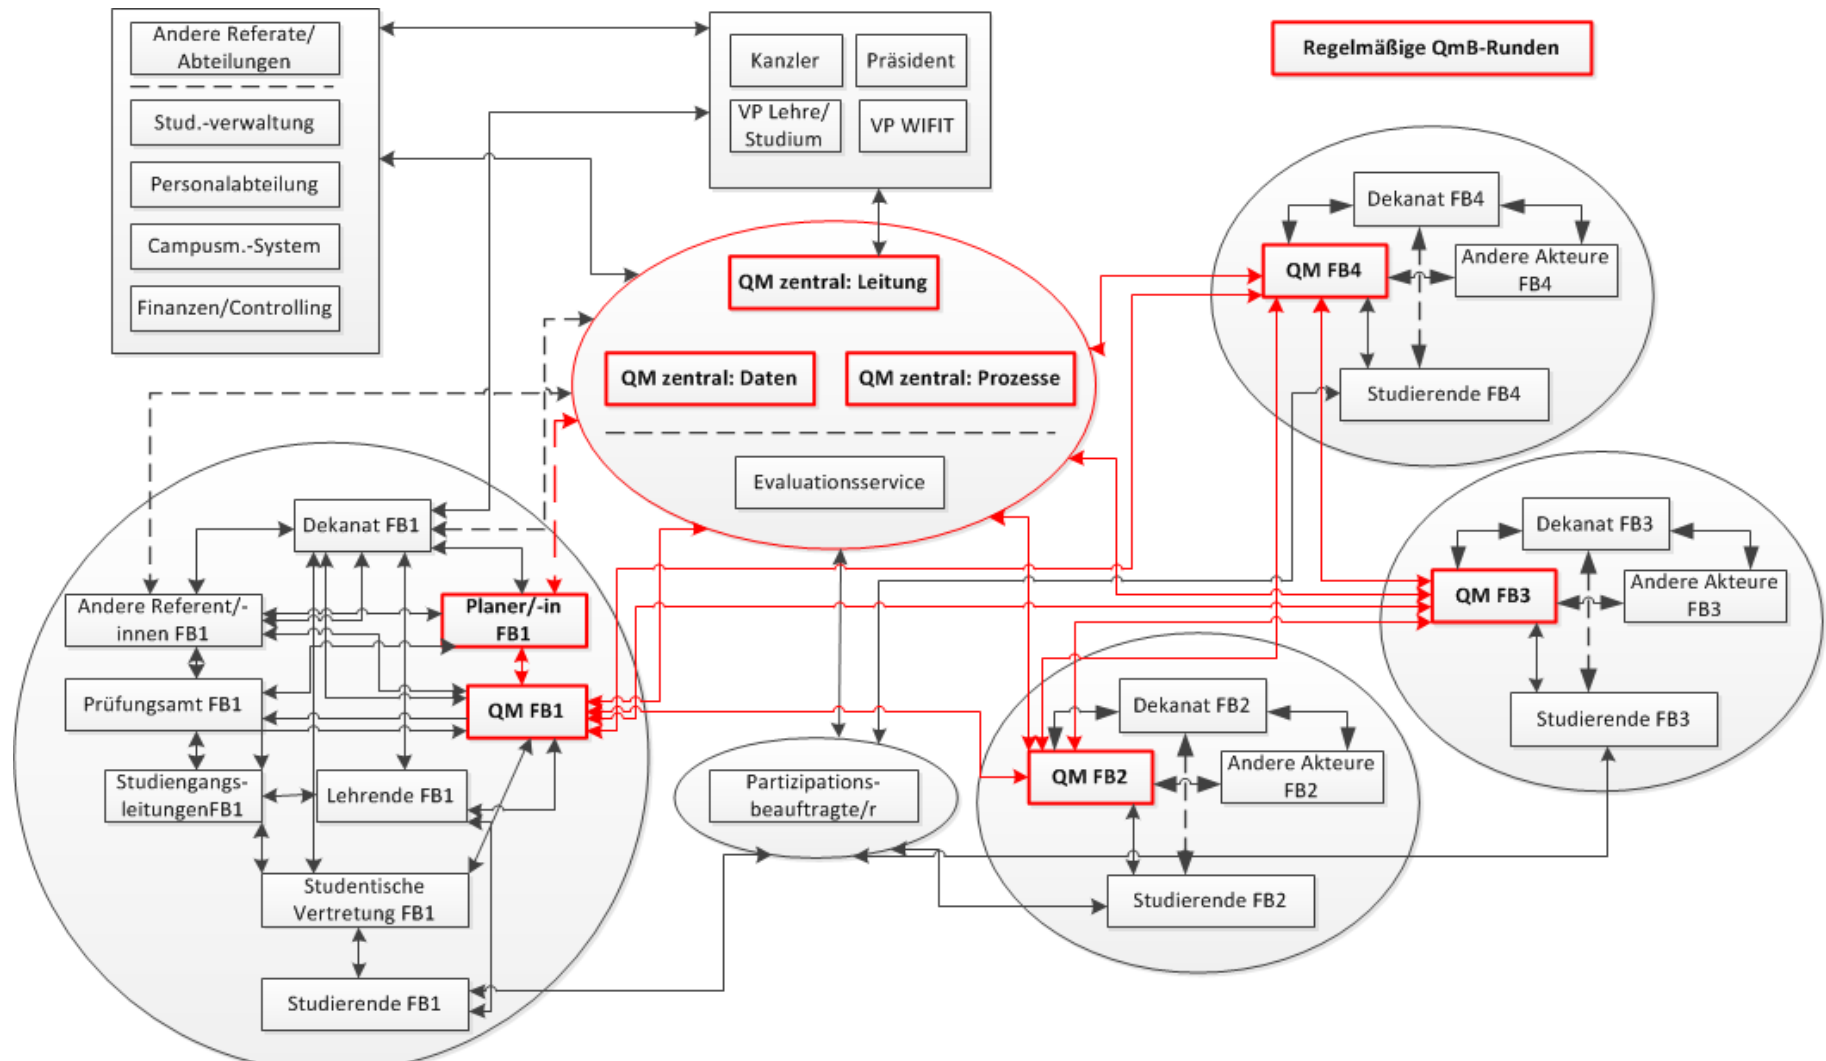 Andere Referate/
Abteilungen
Stud.-verwaltung
Personalabteilung
Campusm.-System
Finanzen/Controlling
Kanzler
Präsident
VP Lehre/
Studium
VP WIFIT
Regelmäßige QmB-Runden
QM zentral: Leitung
QM zentral: Daten
QM zentral: Prozesse
Evaluationsservice
Dekanat FB4
QM FB4
Andere Akteure
FB4
Studierende FB4
Dekanat FB3
QM FB3
Andere Akteure
FB3
Studierende FB3
Dekanat FB1
Andere Referent/-
innen FB1
Planer/-in
FB1
Prüfungsamt FB1
QM FB1
Studiengangs-
leitungenFB1
Lehrende FB1
Studentische
Vertretung FB1
Studierende FB1
Partizipations-
beauftragte/r
Dekanat FB2
QM FB2
Andere Akteure
FB2
Studierende FB2